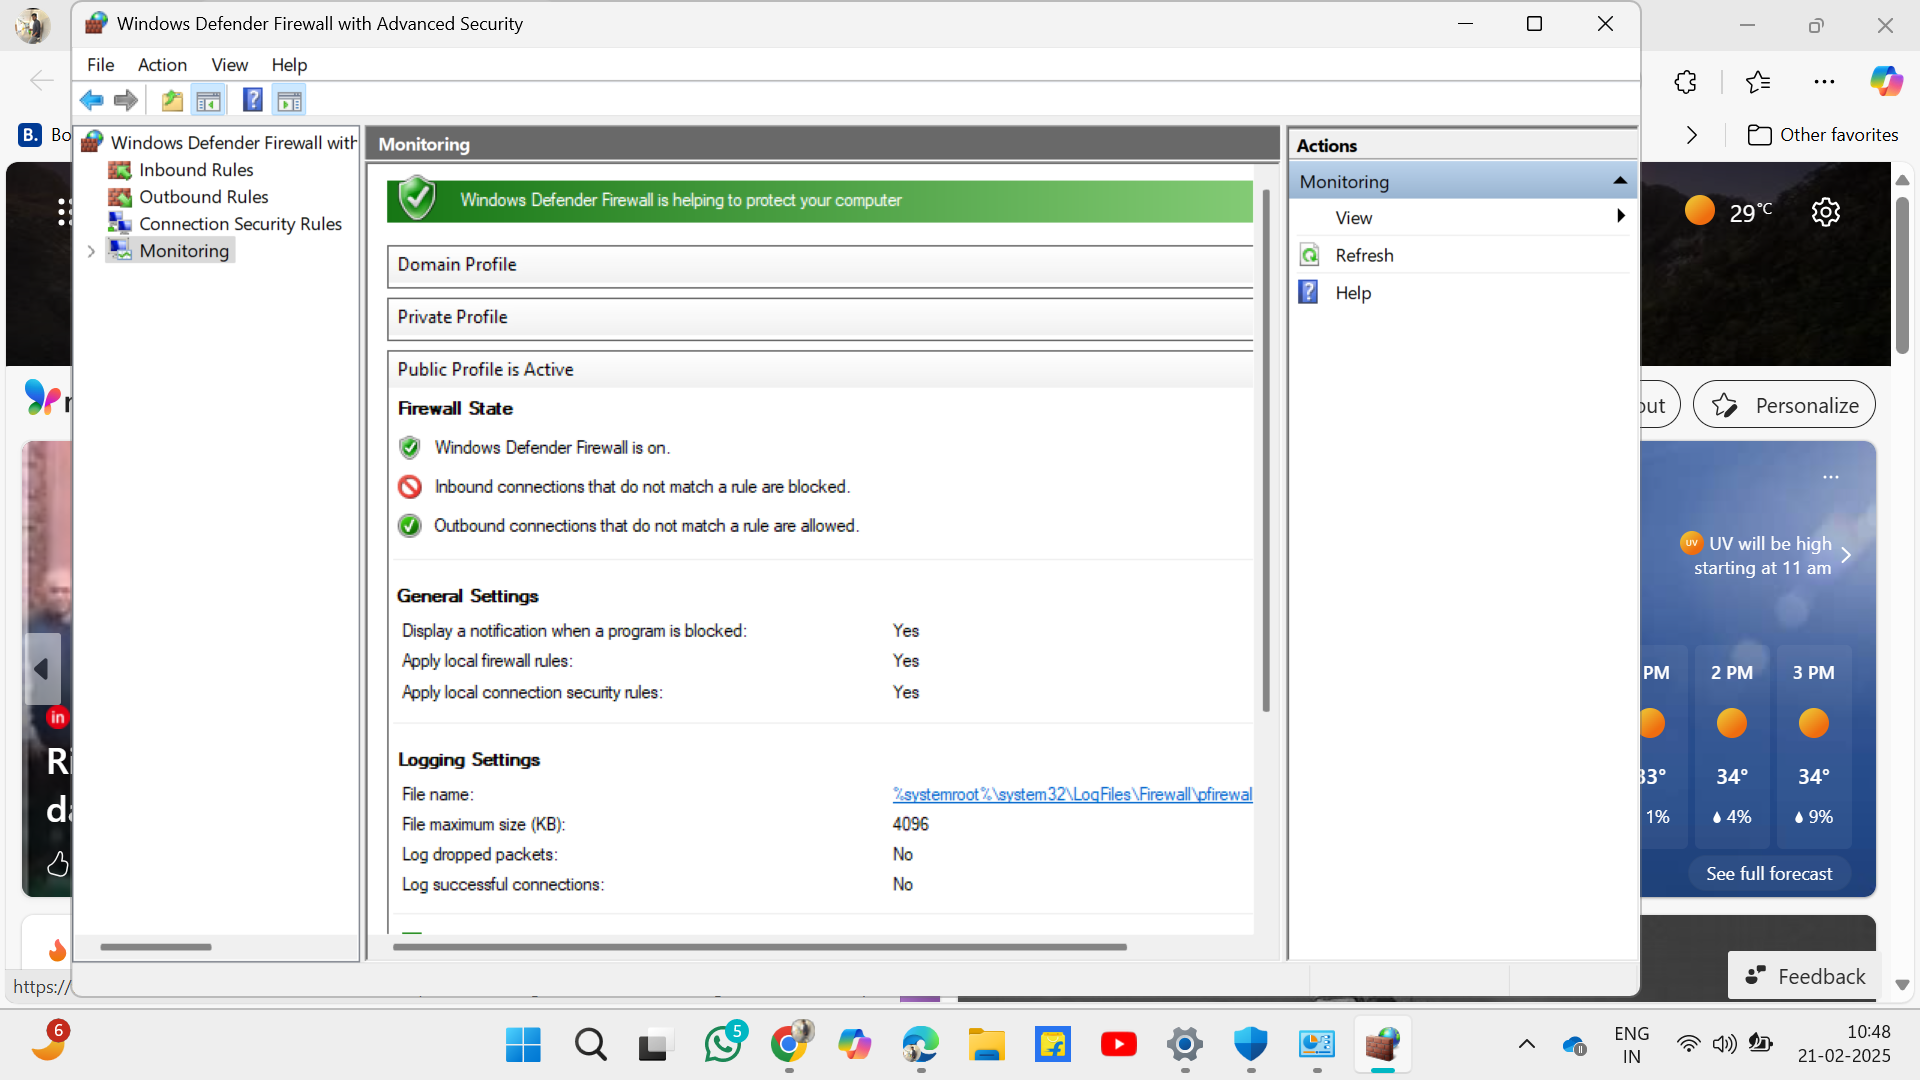 Windows Defender Firewall with Advanced Security
File Action View Help
B.
Windows Defender Firewall with
Inbound Rules
Outbound Rules
Connection Security Rules
Monitoring
Monitoring
Windows Defender Firewall is helping to protect your computer
Domain Profile
Private Profile
Public Profile is Active
Firewall State
Windows Defender Firewall is on.
Inbound connections that do not match a rule are blocked.
Outbound connections that do not match a rule are allowed.
General Settings
Display a notification when a program is blocked: Yes
Apply local firewall rules: Yes
Apply local connection security rules: Yes
Logging Settings
File name: %systemroot%\system32\LogFiles\Firewall\pfirewal
File maximum size (KB): 4096
Log dropped packets: No
Log successful connections: No
Actions
Monitoring
View
Refresh
Help
Other favorites
29°C
Personalize
UV
UV will be high
starting at 11 am
PM 2 PM 3 PM
33° 34° 34°
1% 4% 9%
See full forecast
Feedback
in
https://
6
5
ENG
IN
10:48
21-02-2025